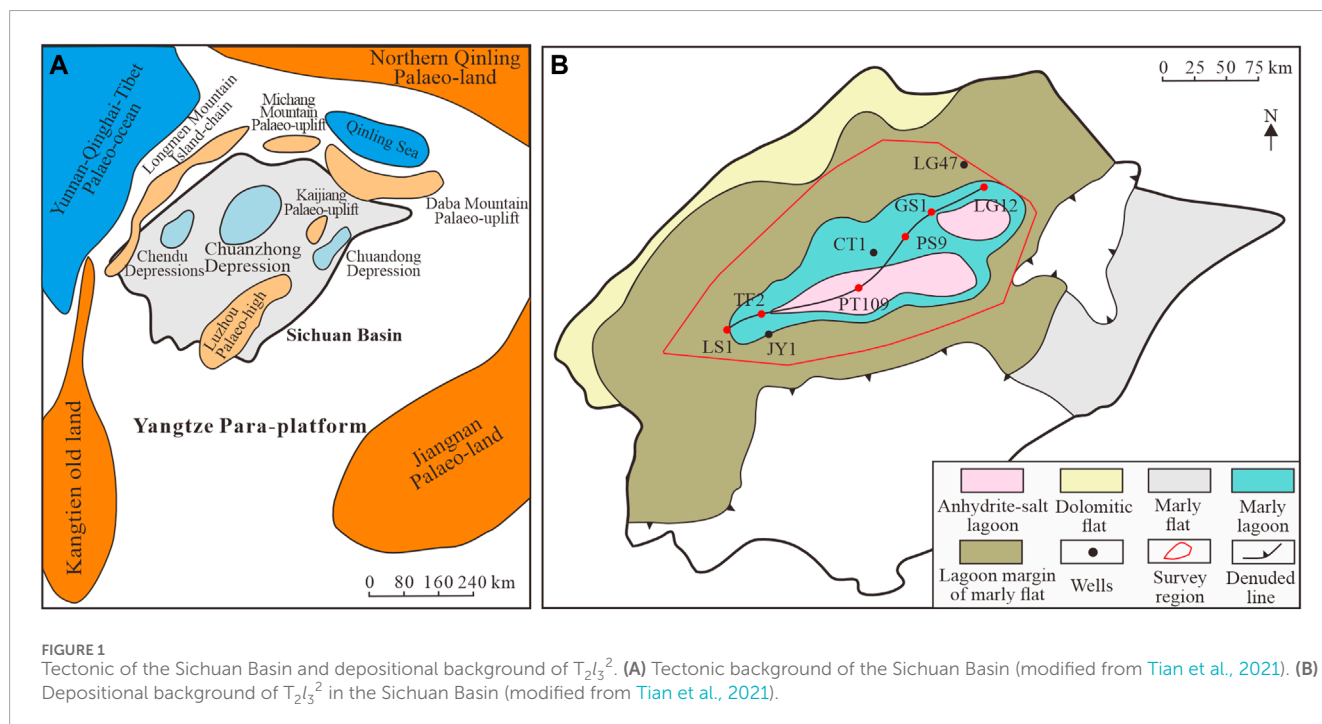 A
Northern Qinling
Palaeo-land
Yunnan-Qinghai-Tibet
Palaeo-ocean
Longmen Mountain
Island-chain
Michang
Mountain
Palaeo-uplift
Qinling Sea
Kaijiang
Palaeo-uplift
Daba Mountain
Palaeo-uplift
Chendu
Depressions
Chuanzhong
Depression
Chuandong
Depression
Luzhou
Palaeo-high
Sichuan Basin
Yangtze Para-platform
Kangtien old land
Jiangnan
Palaeo-land
0 80 160 240 km
B
0 25 50 75 km
N
LG47
GS1
LG12
CT1
PS9
TF2
PT109
LS1
JY1
Anhydrite-salt
lagoon
Dolomitic
flat
Marly
flat
Marly
lagoon
Lagoon margin
of marly flat
Wells
Survey
region
Denuded
line
FIGURE 1
Tectonic of the Sichuan Basin and depositional background of T₂l₃². (A) Tectonic background of the Sichuan Basin (modified from Tian et al., 2021). (B)
Depositional background of T₂l₃² in the Sichuan Basin (modified from Tian et al., 2021).